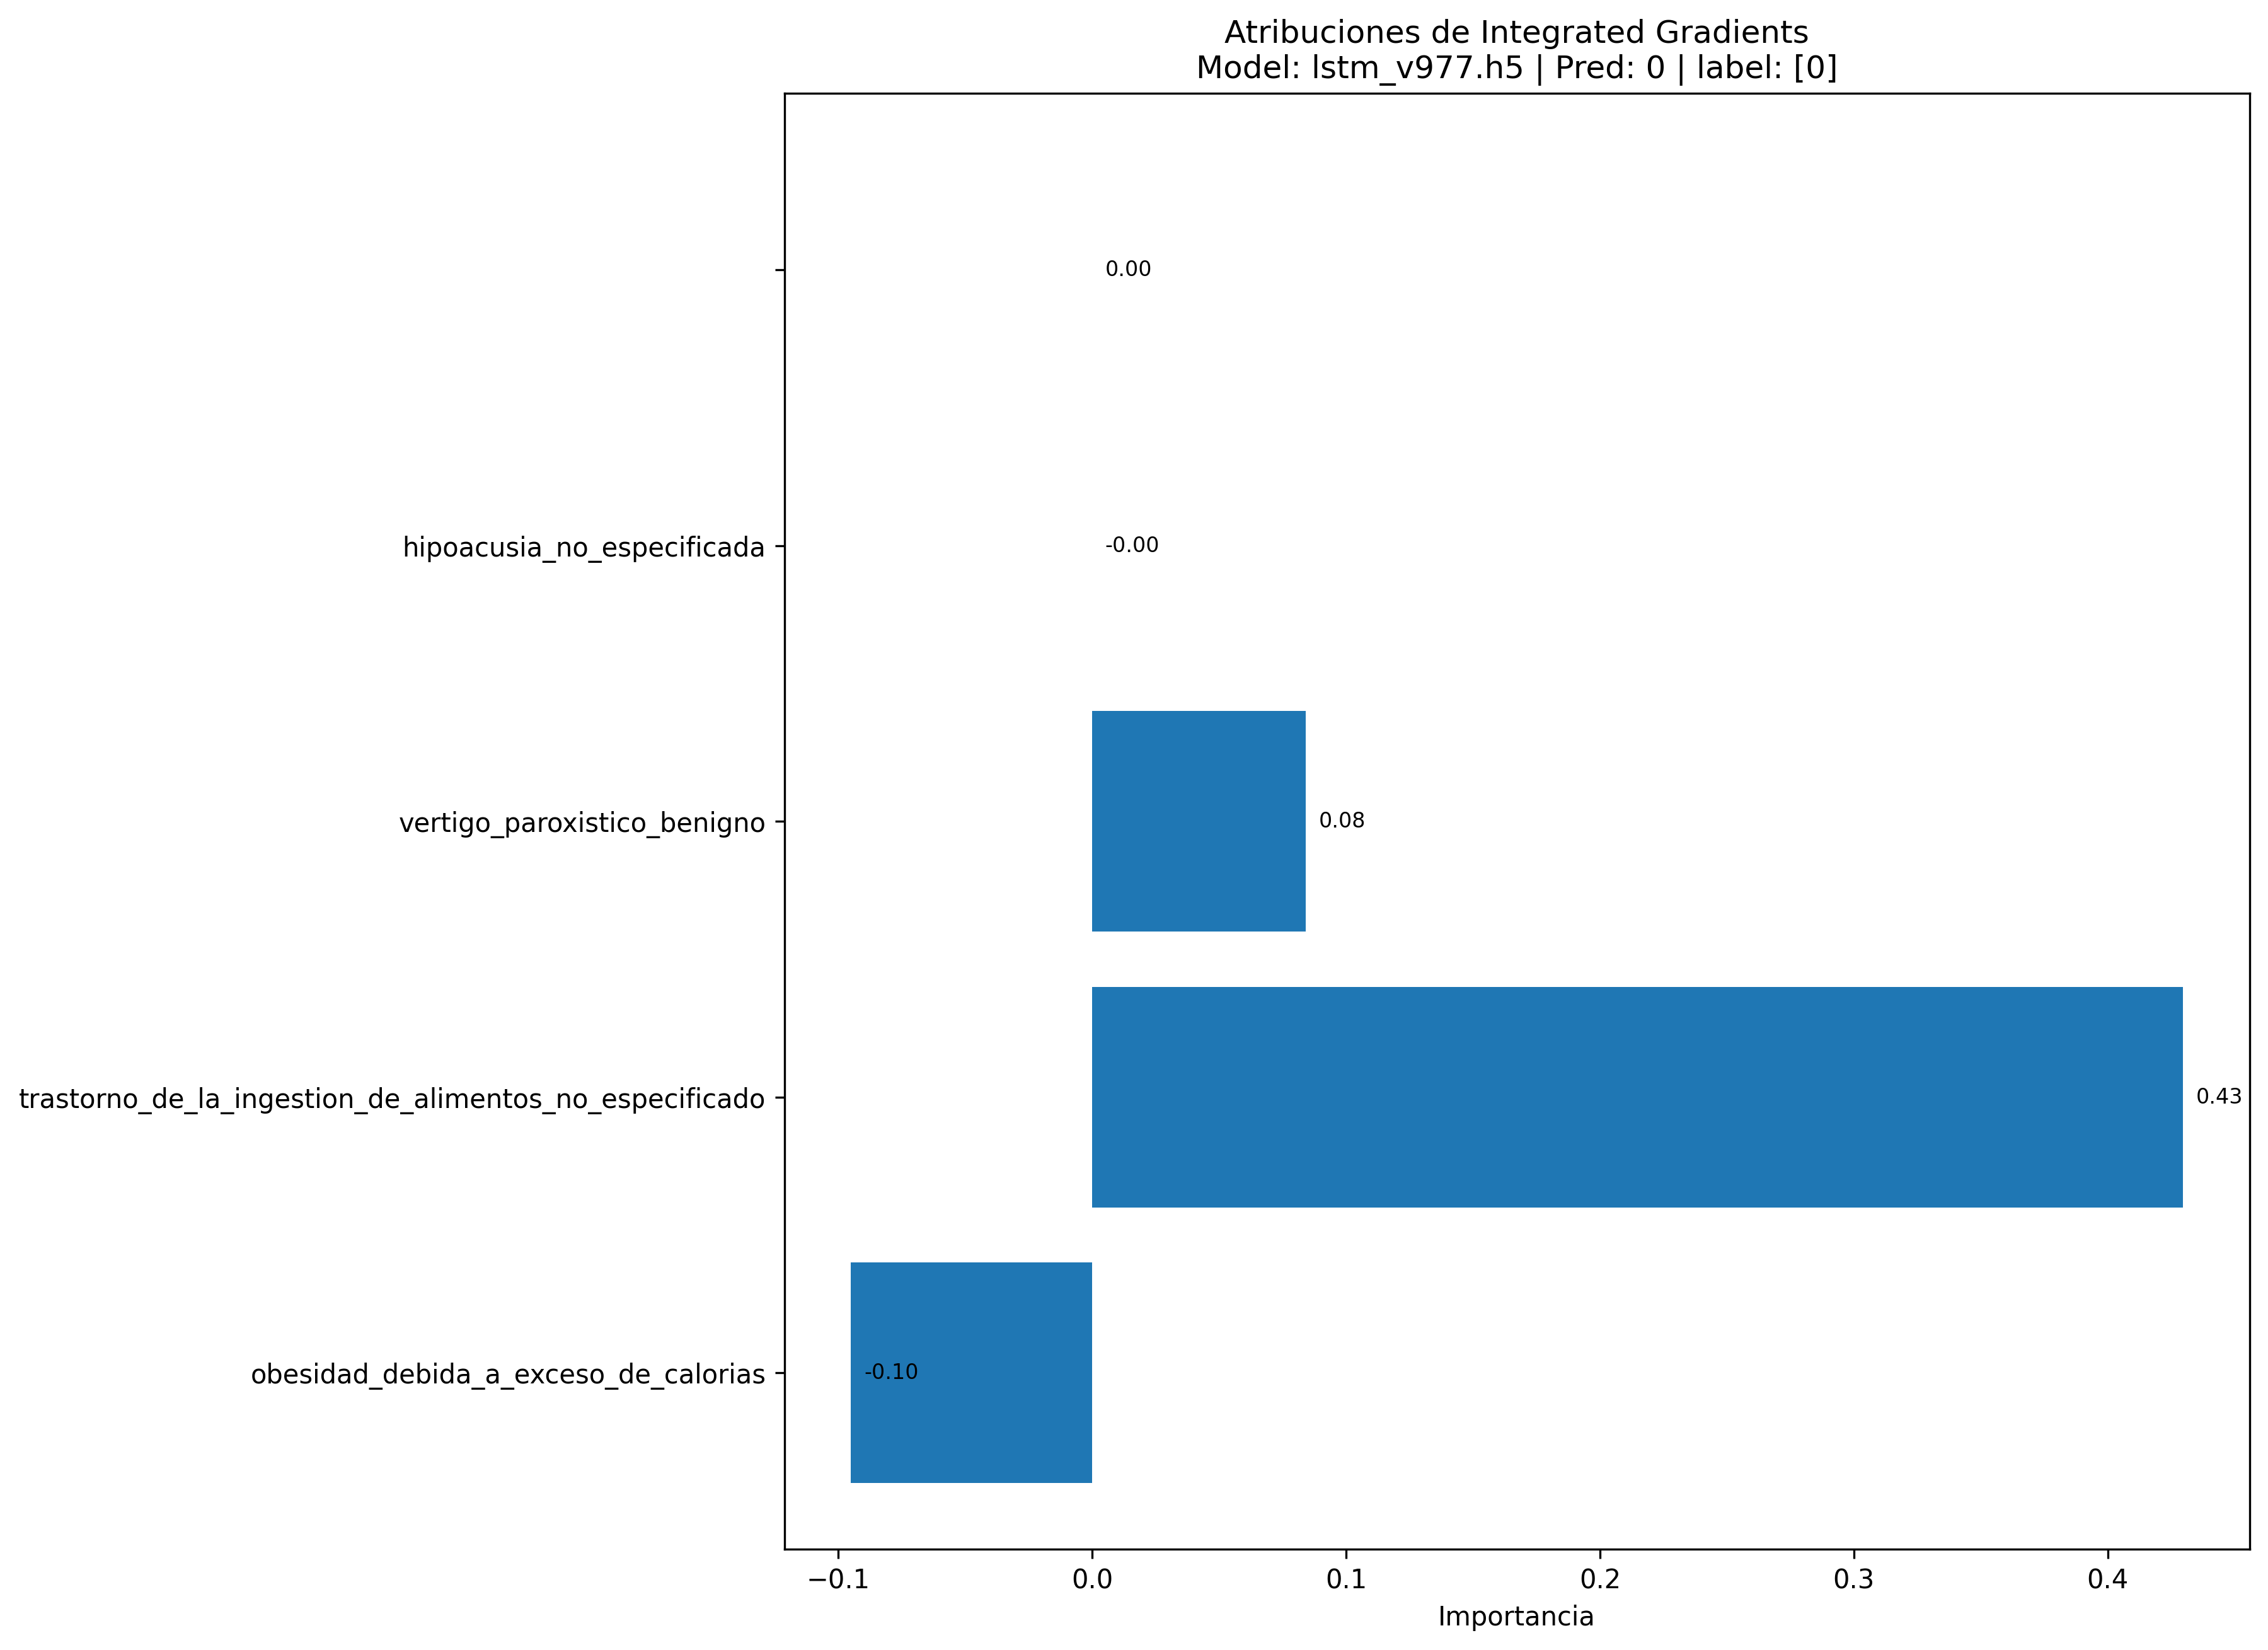 Atribuciones de Integrated Gradients
Model: lstm_v977.h5 | Pred: 0 | label: [0]
0.00
hipoacusia_no_especificada
-0.00
vertigo_paroxistico_benigno
0.08
trastorno_de_la_ingestion_de_alimentos_no_especificado
0.43
obesidad_debida_a_exceso_de_calorias
-0.10
−0.1
0.0
0.1
0.2
0.3
0.4
Importancia